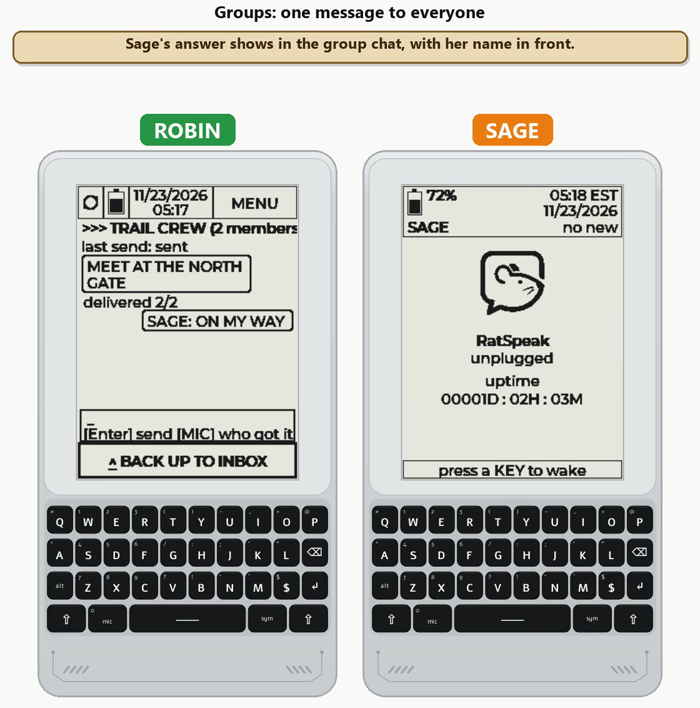 Groups: one message to everyone
Sage's answer shows in the group chat, with her name in front.
ROBIN
11/23/2026
05:17
MENU
>>> TRAIL CREW (2 members
last send: sent
MEET AT THE NORTH
GATE
delivered 2/2
SAGE: ON MY WAY
_
[Enter] send [MIC] who got it
^ BACK UP TO INBOX
Q W E R T Y U I O P
A S D F G H J K L
alt Z X C V B N M $
mic sym
SAGE
72%
05:18 EST
11/23/2026
SAGE
no new
RatSpeak
unplugged
uptime
00001D : 02H : 03M
press a KEY to wake
Q W E R T Y U I O P
A S D F G H J K L
alt Z X C V B N M $
mic sym